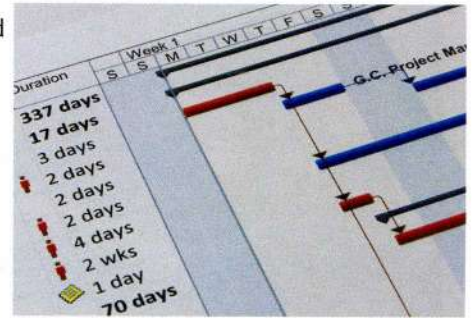 d
Week 1
Duration
S S M T W T F S S
G.C. Project Ma
337 days
17 days
3 days
2 days
2 days
2 days
4 days
2 wks
1 day
70 days